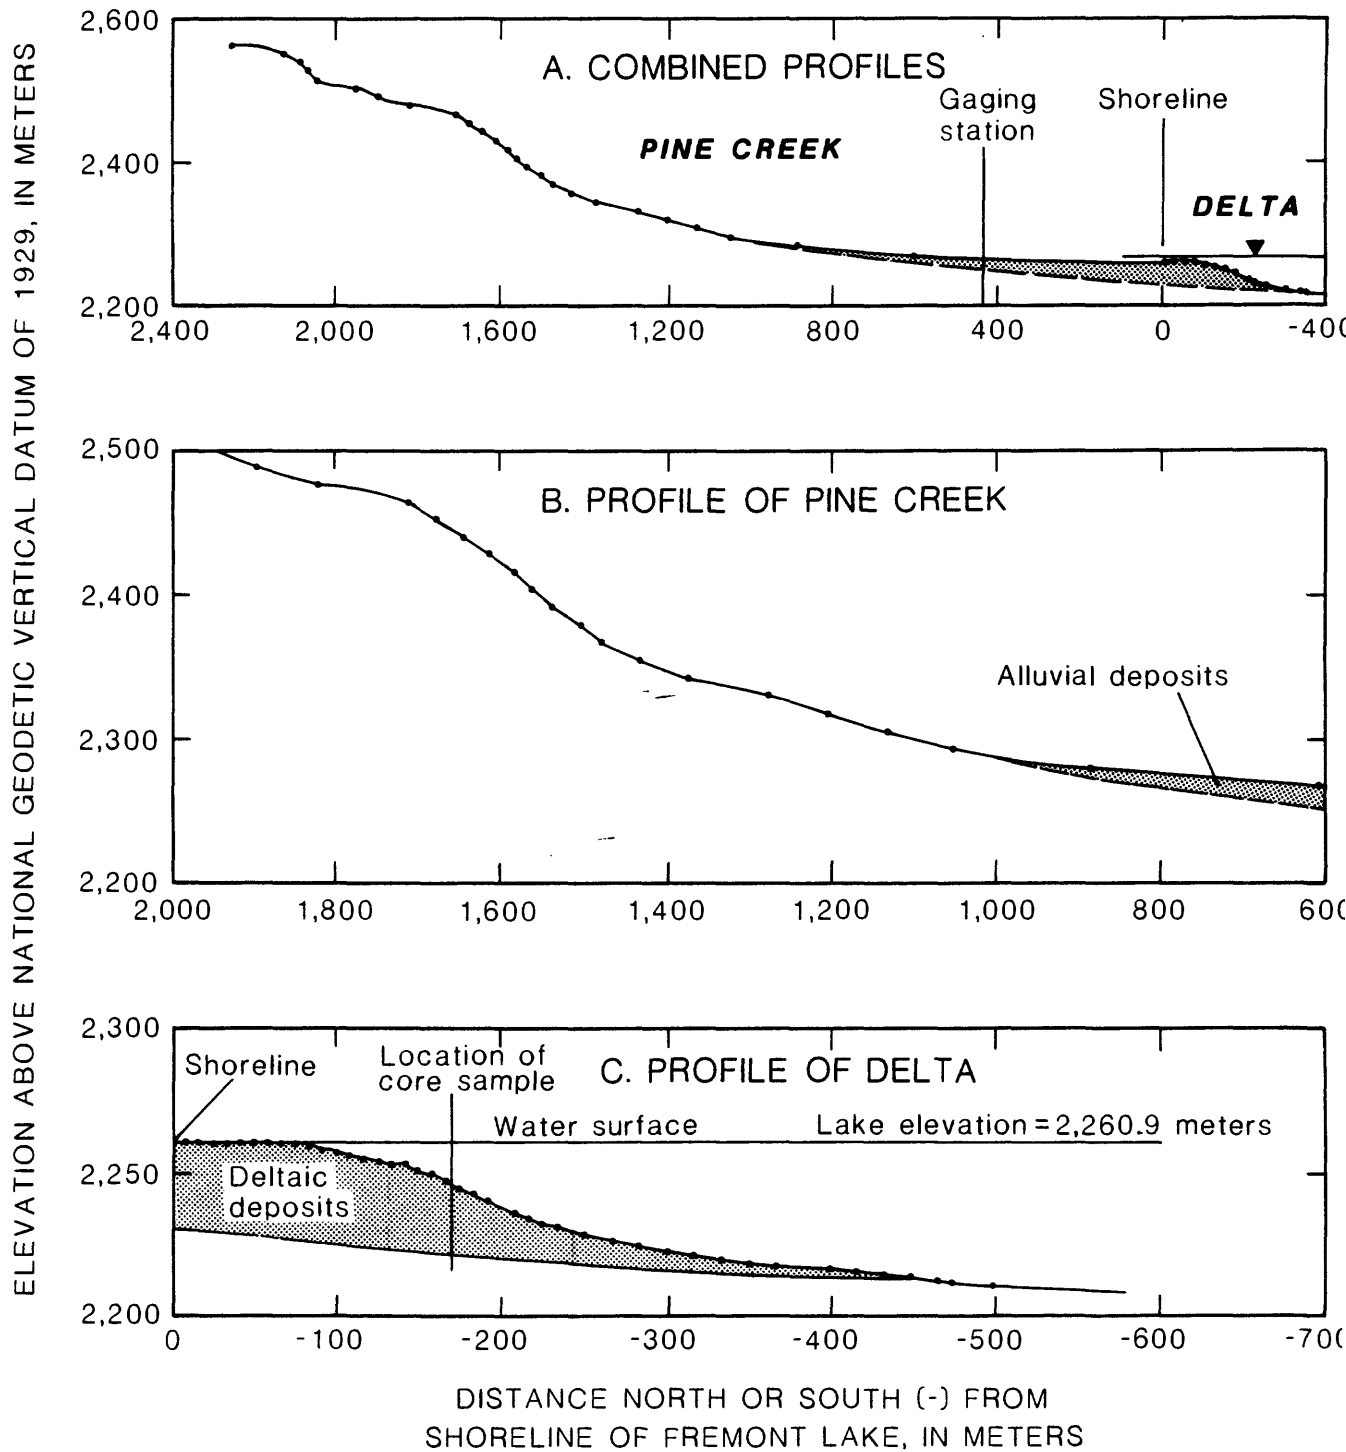 ELEVATION ABOVE NATIONAL GEODETIC VERTICAL DATUM OF 1929, IN METERS
2,600
2,400
2,200
A. COMBINED PROFILES
Gaging
station
Shoreline
PINE CREEK
DELTA
2,400 2,000 1,600 1,200 800 400 0 -400
2,500
2,400
2,300
2,200
B. PROFILE OF PINE CREEK
Alluvial deposits
2,000 1,800 1,600 1,400 1,200 1,000 800 600
2,300
2,250
2,200
Shoreline
Location of
core sample
C. PROFILE OF DELTA
Water surface
Lake elevation = 2,260.9 meters
Deltaic
deposits
0 -100 -200 -300 -400 -500 -600 -700
DISTANCE NORTH OR SOUTH (-) FROM
SHORELINE OF FREMONT LAKE, IN METERS